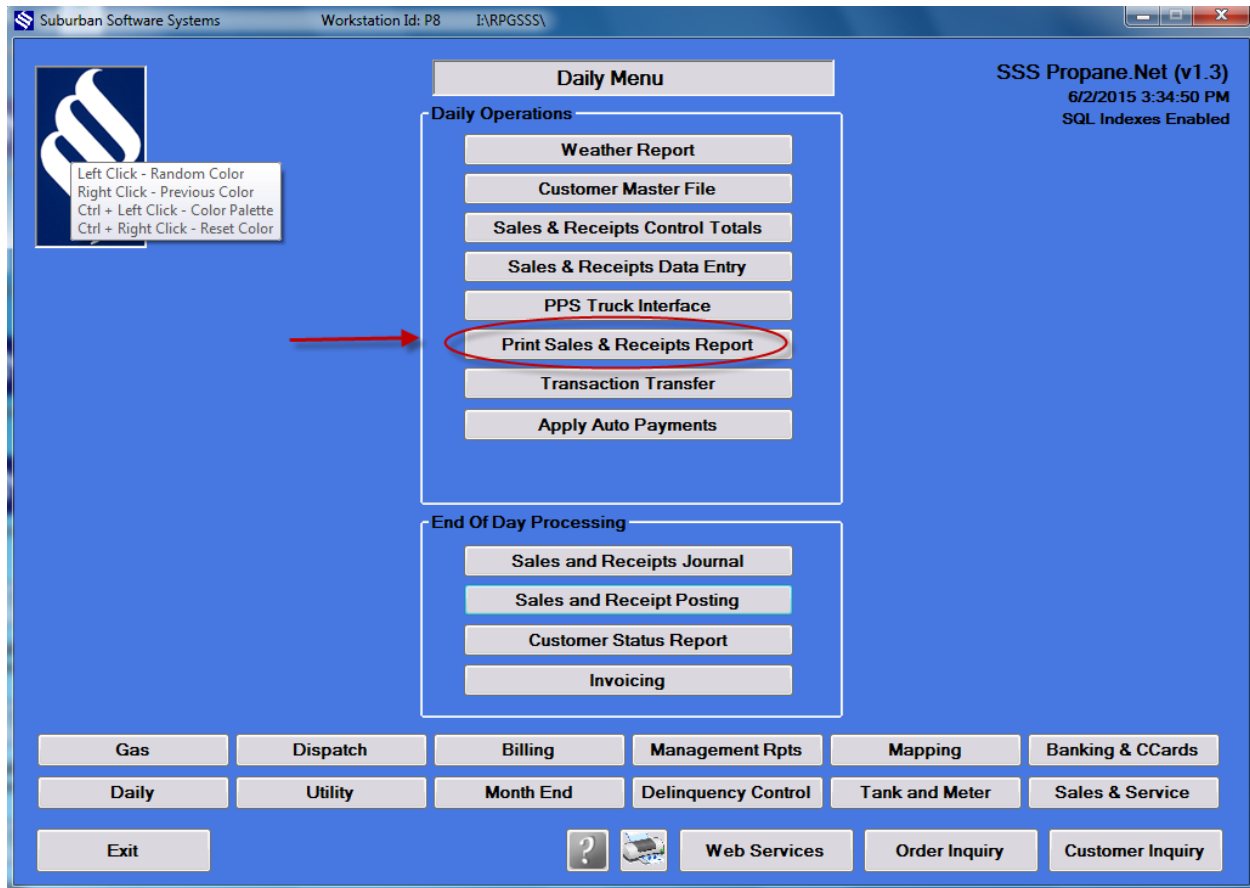 Suburban Software Systems Workstation Id: P8 I:\RPGSSS\
Daily Menu
SSS Propane.Net (v1.3)
6/2/2015 3:34:50 PM
SQL Indexes Enabled
Left Click - Random Color
Right Click - Previous Color
Ctrl + Left Click - Color Palette
Ctrl + Right Click - Reset Color
Daily Operations
Weather Report
Customer Master File
Sales & Receipts Control Totals
Sales & Receipts Data Entry
PPS Truck Interface
Print Sales & Receipts Report
Transaction Transfer
Apply Auto Payments
End Of Day Processing
Sales and Receipts Journal
Sales and Receipt Posting
Customer Status Report
Invoicing
Gas Dispatch Billing Management Rpts Mapping Banking & CCards
Daily Utility Month End Delinquency Control Tank and Meter Sales & Service
Exit ? Web Services Order Inquiry Customer Inquiry